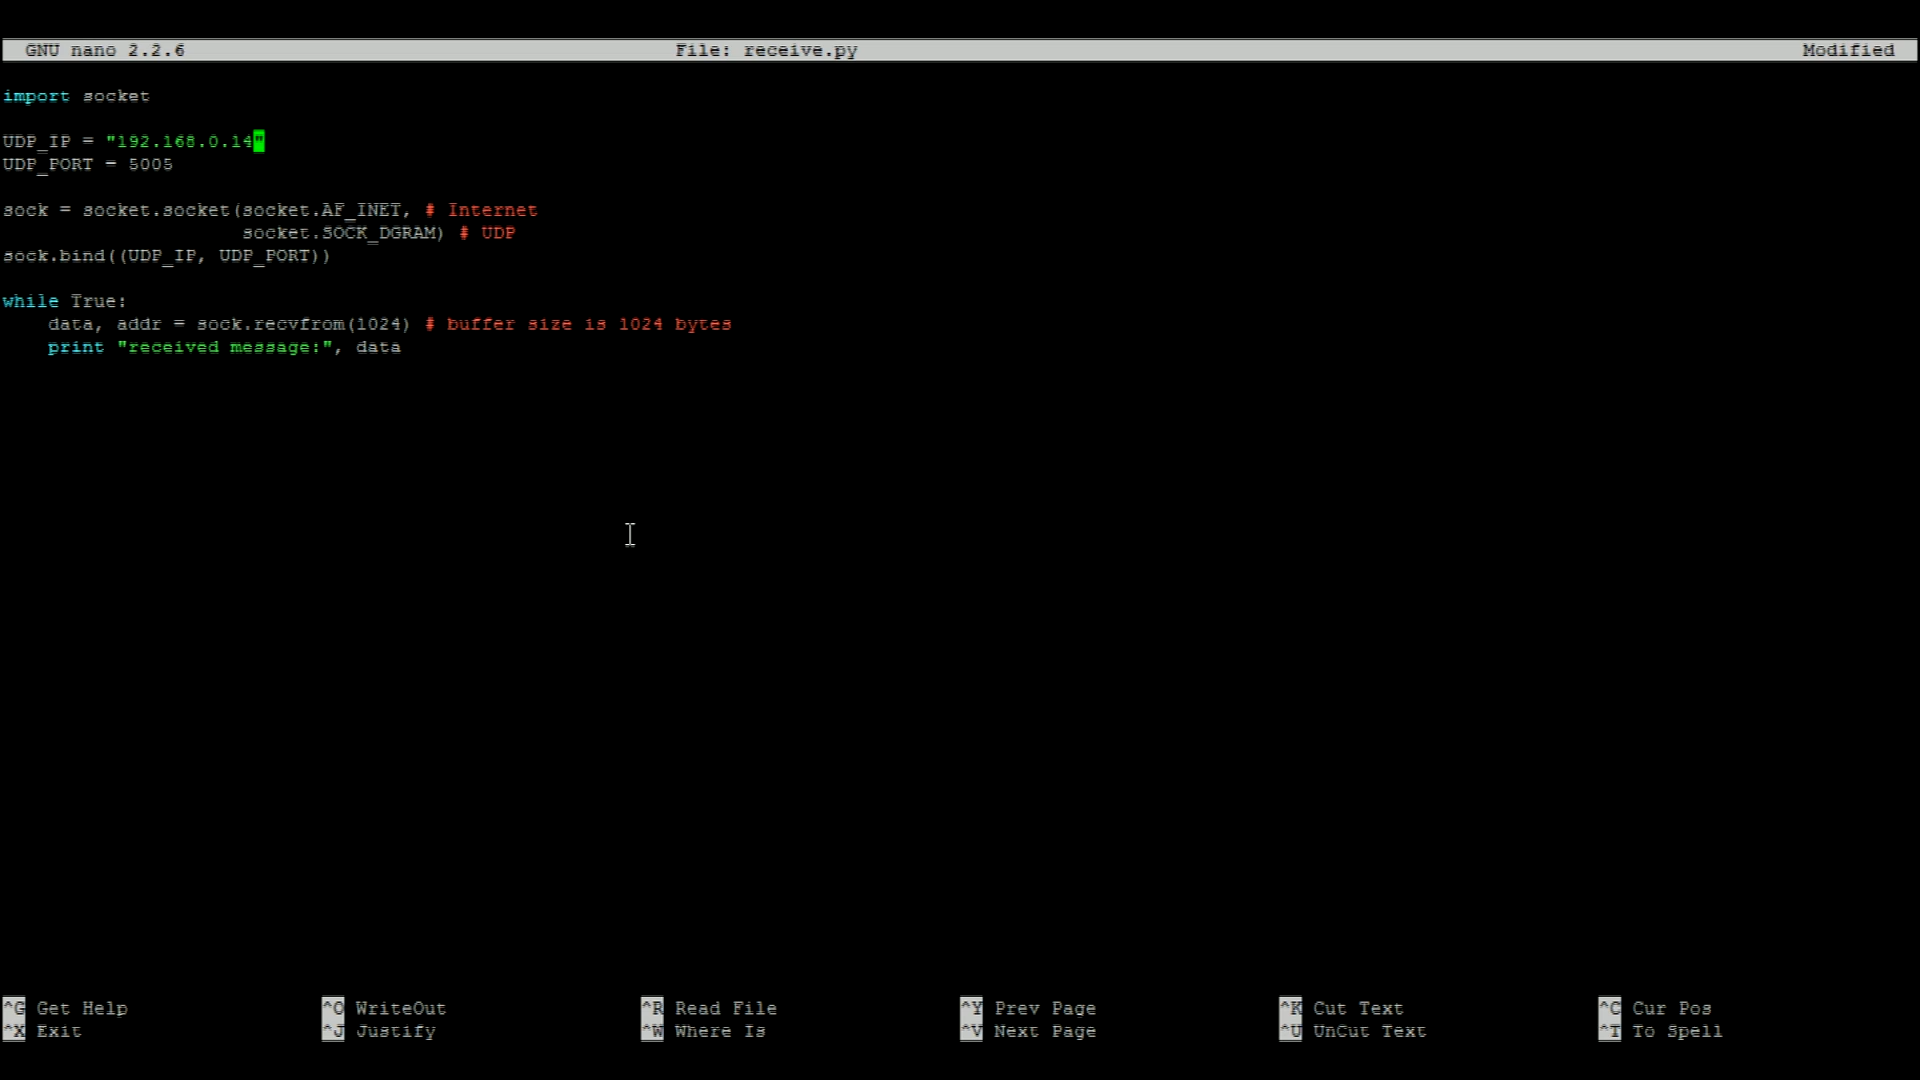 GNU nano 2.2.6 File: receive.py Modified
import socket
UDP_IP = "192.168.0.14"
UDP_PORT = 5005
sock = socket.socket(socket.AF_INET, # Internet
socket.SOCK_DGRAM) # UDP
sock.bind((UDP_IP, UDP_PORT))
while True:
data, addr = sock.recvfrom(1024) # buffer size is 1024 bytes
print "received message:", data
^G Get Help ^O WriteOut ^R Read File ^Y Prev Page ^K Cut Text ^C Cur Pos
^X Exit ^J Justify ^W Where Is ^V Next Page ^U UnCut Text ^T To Spell